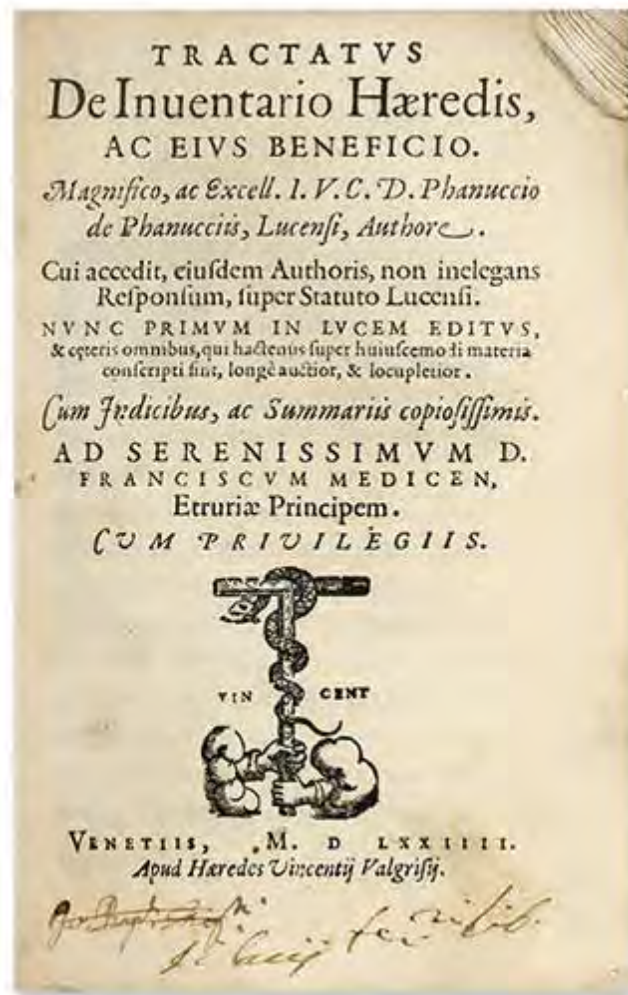 TRACTATVS
De Inuentario Hæredis,
AC EIVS BENEFICIO.
Magnifico, ac Excell. I. V. C. D. Phanuccio
de Phanucciis, Lucenſi, Authore.
Cui accedit, eiuſdem Authoris, non inelegans
Reſponſum, ſuper Statuto Lucenſi.
NVNC PRIMVM IN LVCEM EDITVS,
& cęteris omnibus, qui hactenus ſuper huiuſcemodi materia
conſcripti ſint, longè auctior, & locupletior.
Cum Indicibus, ac Summariis copioſiſſimis.
AD SERENISSIMVM D.
FRANCISCVM MEDICEN,
Etruriæ Principem.
CVM PRIVILEGIIS.
VIN CENT
VENETIIS, M. D LXXIIII.
Apud Hæredes Vincentij Valgriſij.